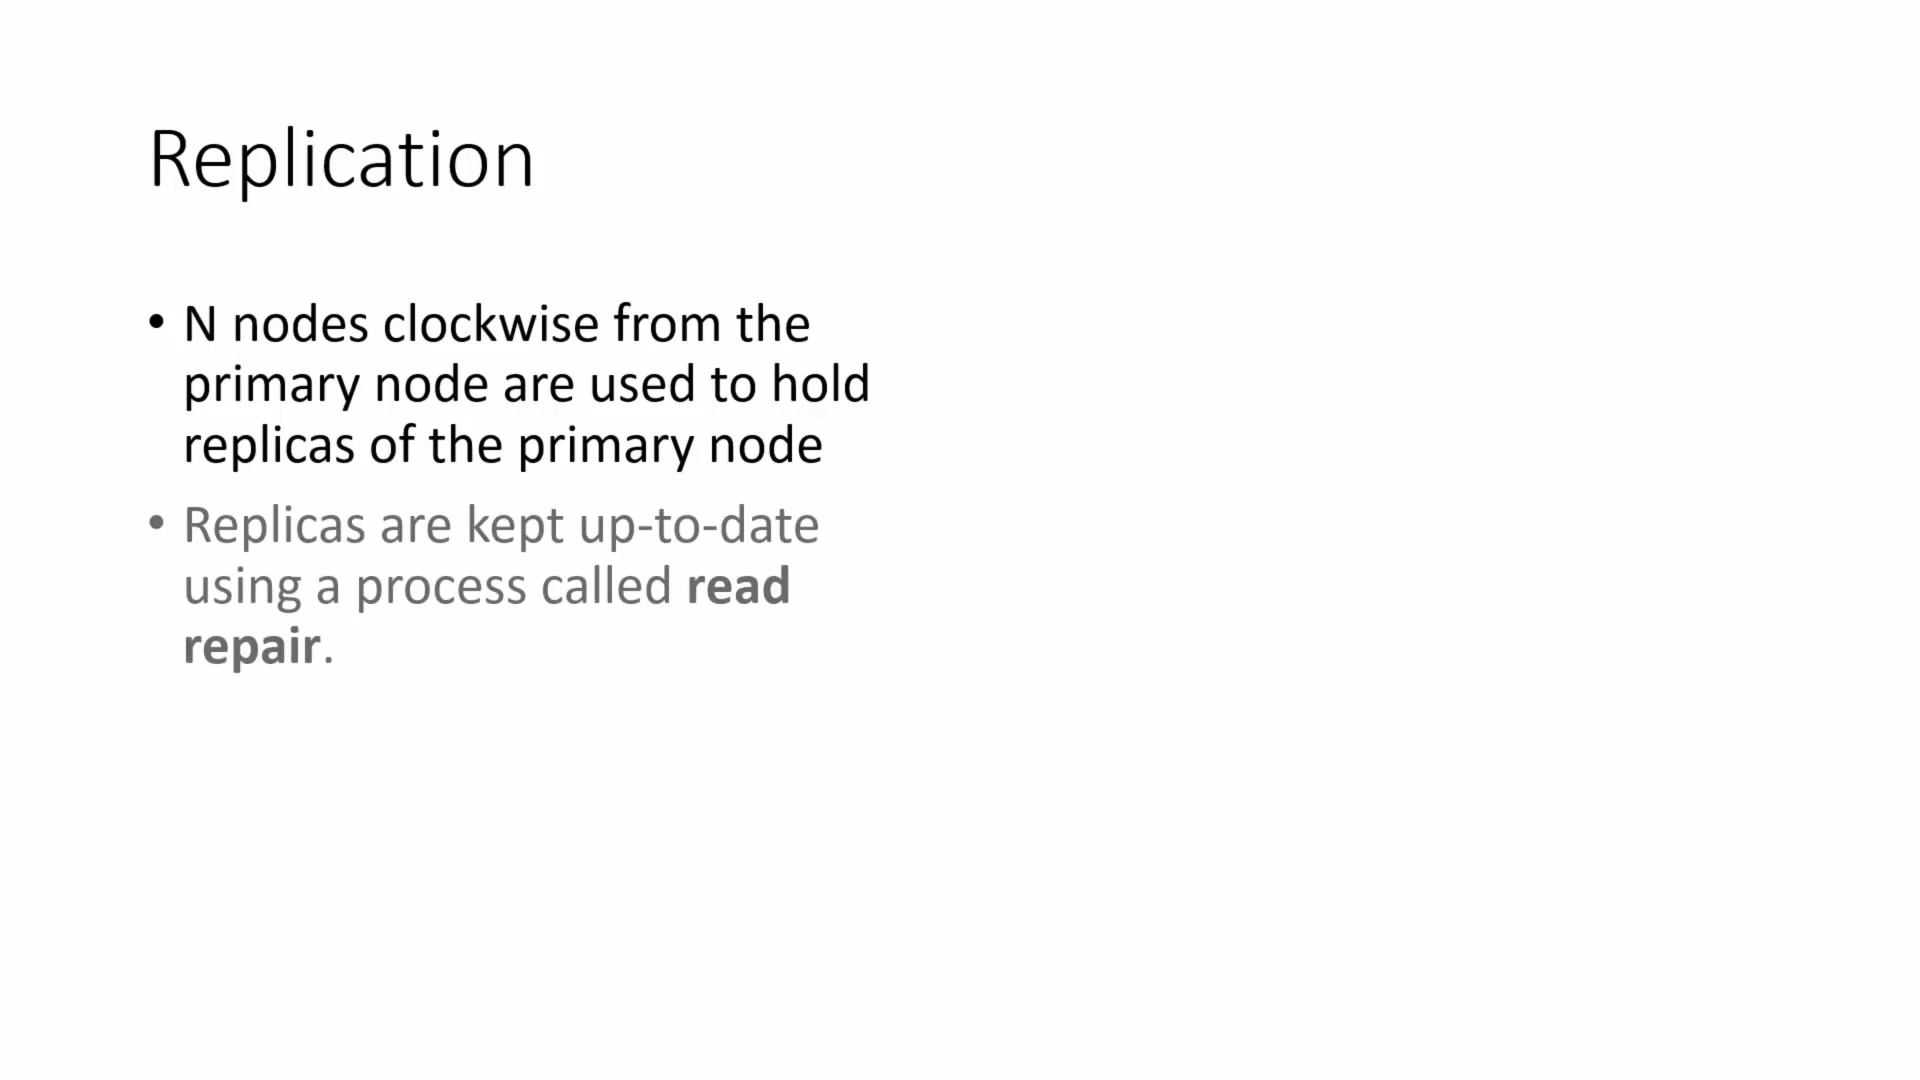 Replication
• N nodes clockwise from the
primary node are used to hold
replicas of the primary node
• Replicas are kept up-to-date
using a process called read
repair.